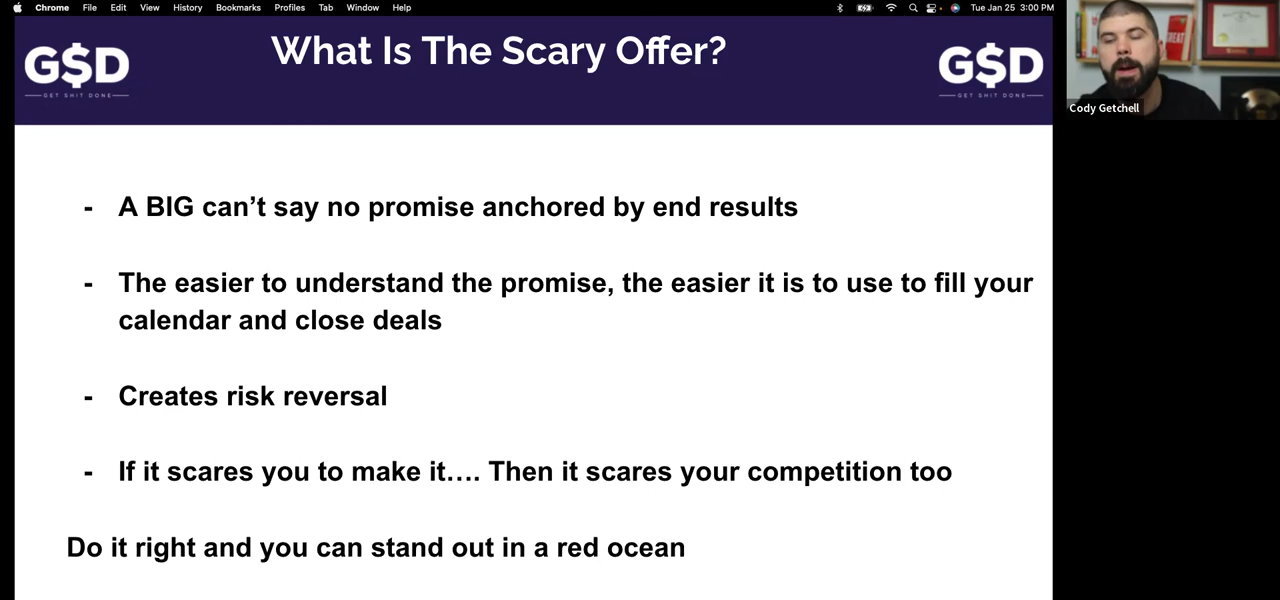 Chrome File Edit View History Bookmarks Profiles Tab Window Help Tue Jan 25 3:00 PM
G$D
GET SHIT DONE
What Is The Scary Offer?
G$D
GET SHIT DONE
Cody Getchell
- A BIG can’t say no promise anchored by end results
- The easier to understand the promise, the easier it is to use to fill your
calendar and close deals
- Creates risk reversal
- If it scares you to make it…. Then it scares your competition too
Do it right and you can stand out in a red ocean